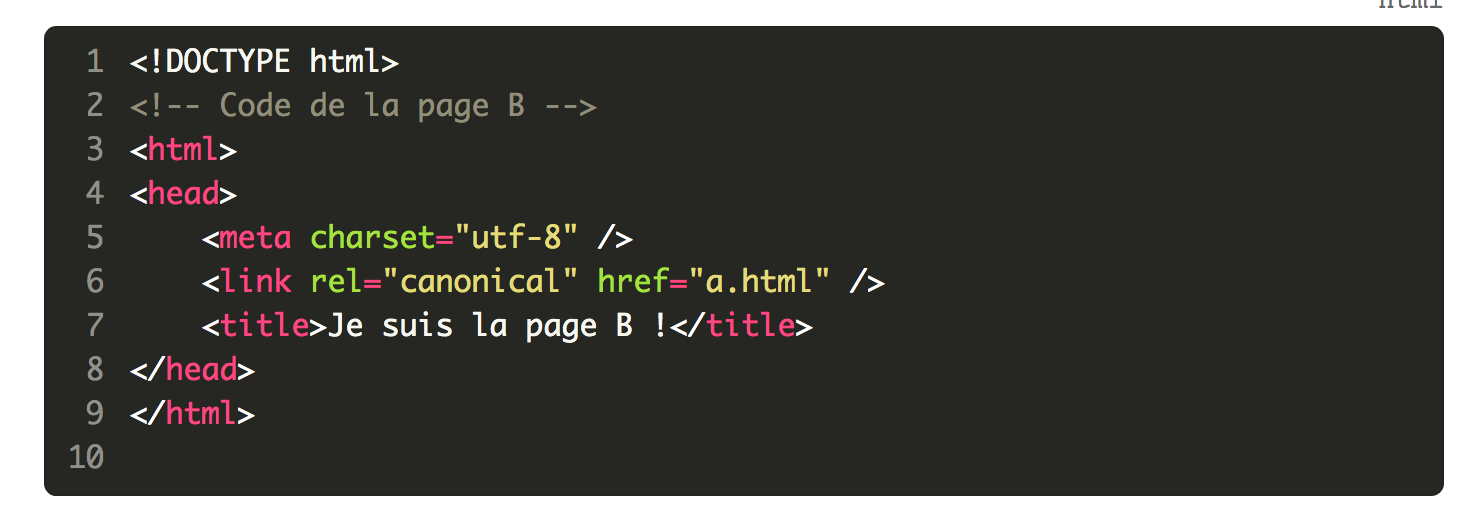 html
1 <!DOCTYPE html>
2 <!-- Code de la page B -->
3 <html>
4 <head>
5     <meta charset="utf-8" />
6     <link rel="canonical" href="a.html" />
7     <title>Je suis la page B !</title>
8 </head>
9 </html>
10